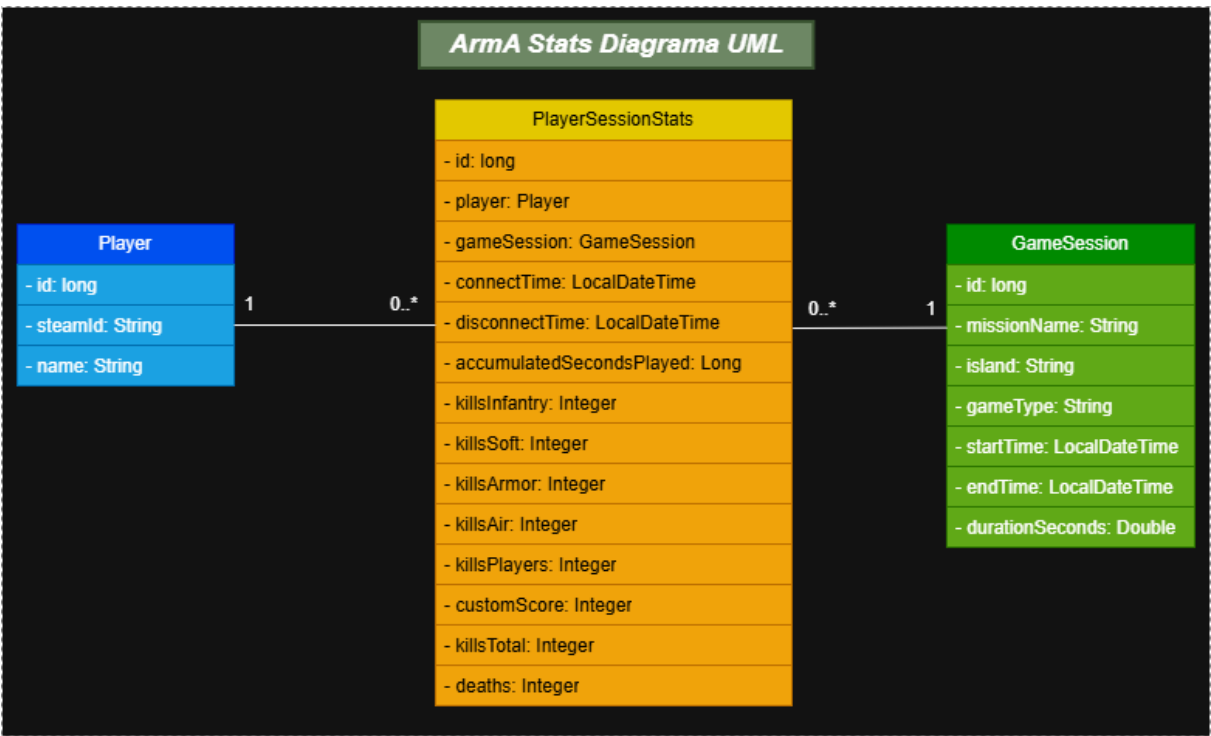 ArmA Stats Diagrama UML
PlayerSessionStats
- id: long
- player: Player
- gameSession: GameSession
- connectTime: LocalDateTime
- disconnectTime: LocalDateTime
- accumulatedSecondsPlayed: Long
- killsInfantry: Integer
- killsSoft: Integer
- killsArmor: Integer
- killsAir: Integer
- killsPlayers: Integer
- customScore: Integer
- killsTotal: Integer
- deaths: Integer
Player
- id: long
- steamId: String
- name: String
1
0..*
0..*
1
GameSession
- id: long
- missionName: String
- island: String
- gameType: String
- startTime: LocalDateTime
- endTime: LocalDateTime
- durationSeconds: Double